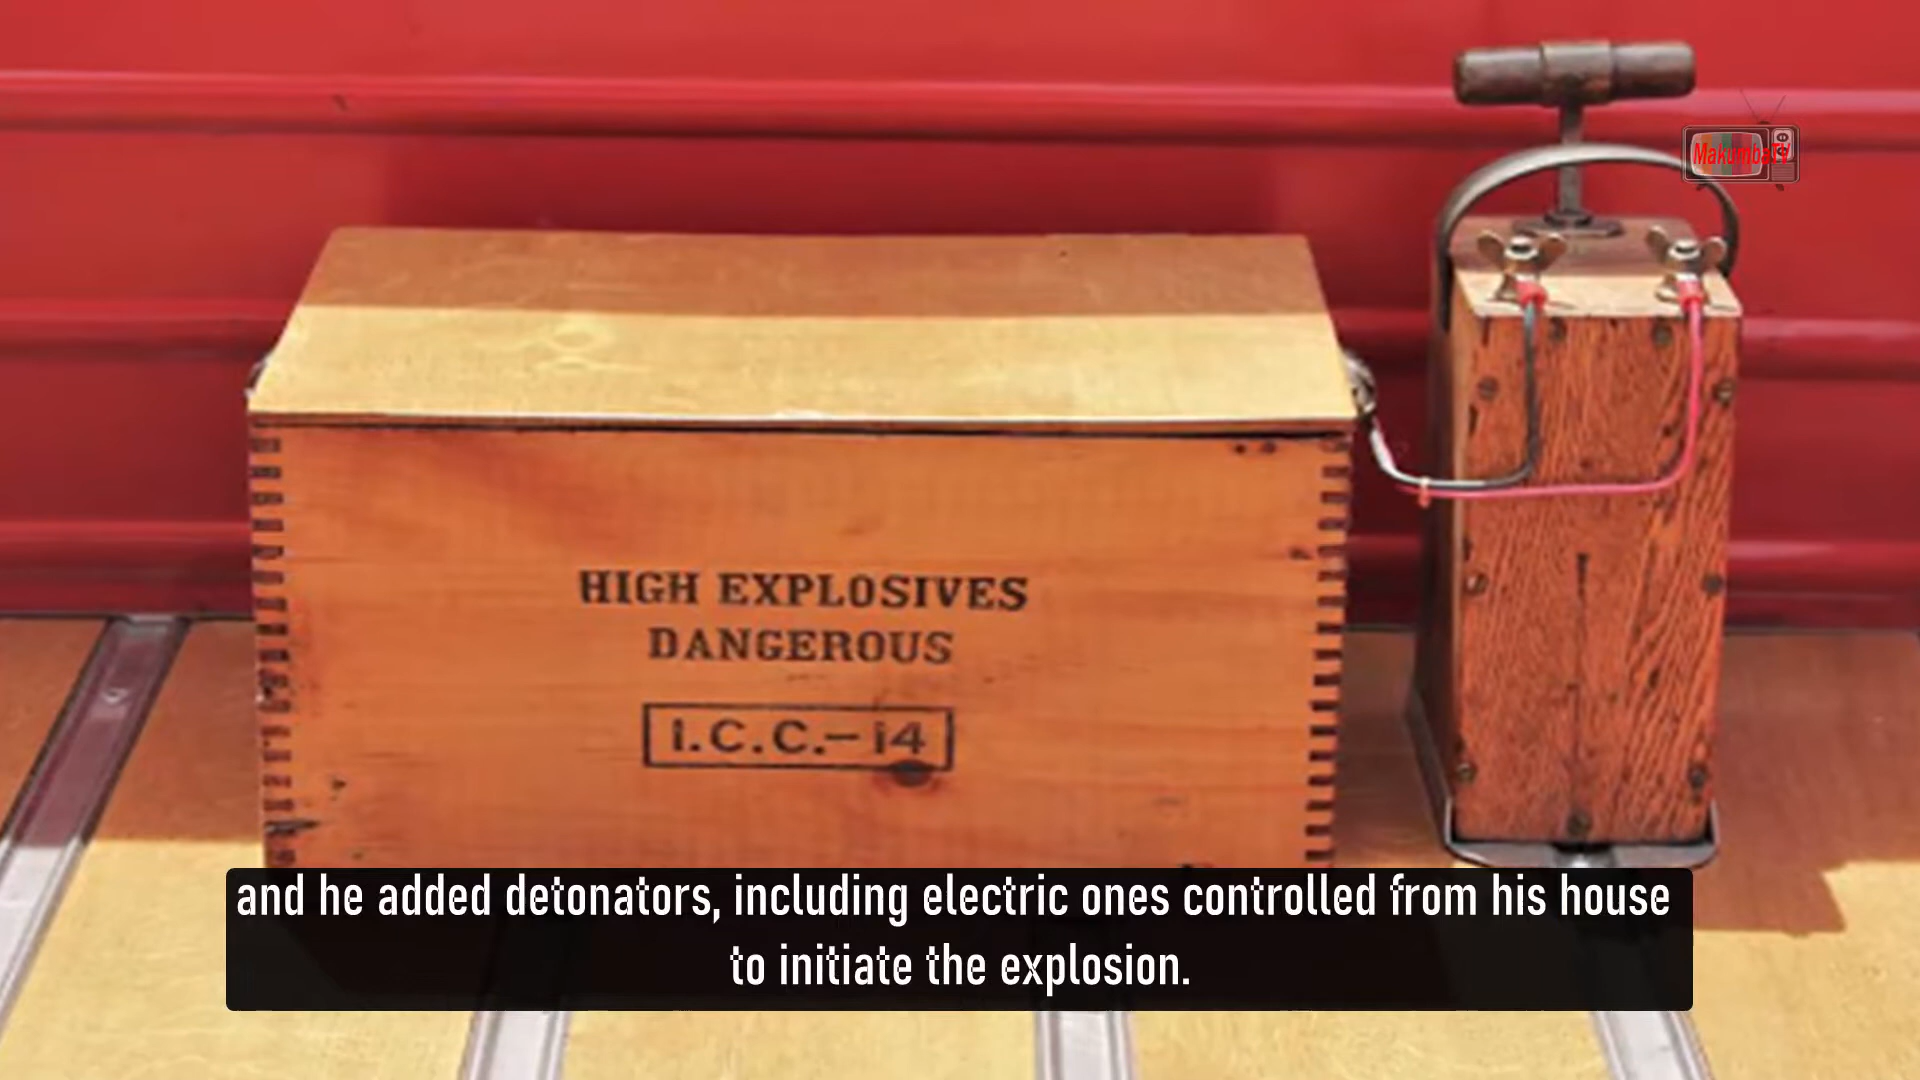 MakumbaTV
HIGH EXPLOSIVES
DANGEROUS
I.C.C.-14
and he added detonators, including electric ones controlled from his house
to initiate the explosion.